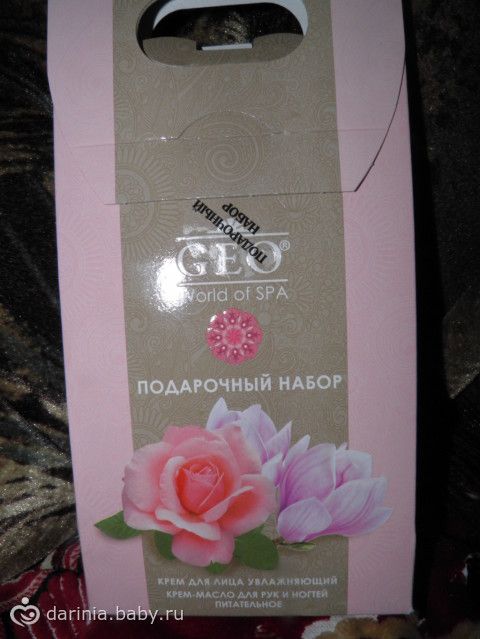 ПОДАРОЧНЫЙ
НАБОР
GEO®
World of SPA
ПОДАРОЧНЫЙ НАБОР
КРЕМ ДЛЯ ЛИЦА УВЛАЖНЯЮЩИЙ
КРЕМ-МАСЛО ДЛЯ РУК И НОГТЕЙ
ПИТАТЕЛЬНОЕ
darinia.baby.ru